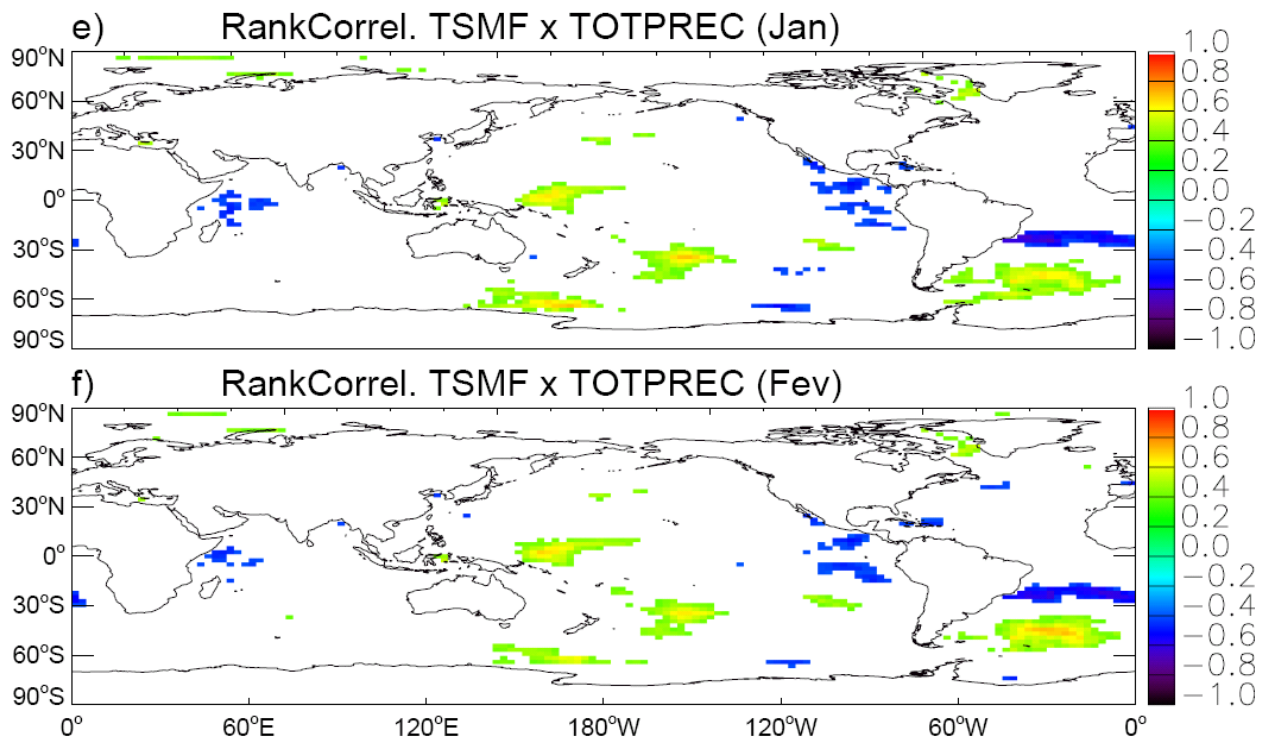 e) RankCorrel. TSMF x TOTPREC (Jan)
90°N
60°N
30°N
0°
30°S
60°S
90°S
1.0
0.8
0.6
0.4
0.2
0.0
−0.2
−0.4
−0.6
−0.8
−1.0
f) RankCorrel. TSMF x TOTPREC (Fev)
90°N
60°N
30°N
0°
30°S
60°S
90°S
0° 60°E 120°E 180°W 120°W 60°W 0°
1.0
0.8
0.6
0.4
0.2
0.0
−0.2
−0.4
−0.6
−0.8
−1.0